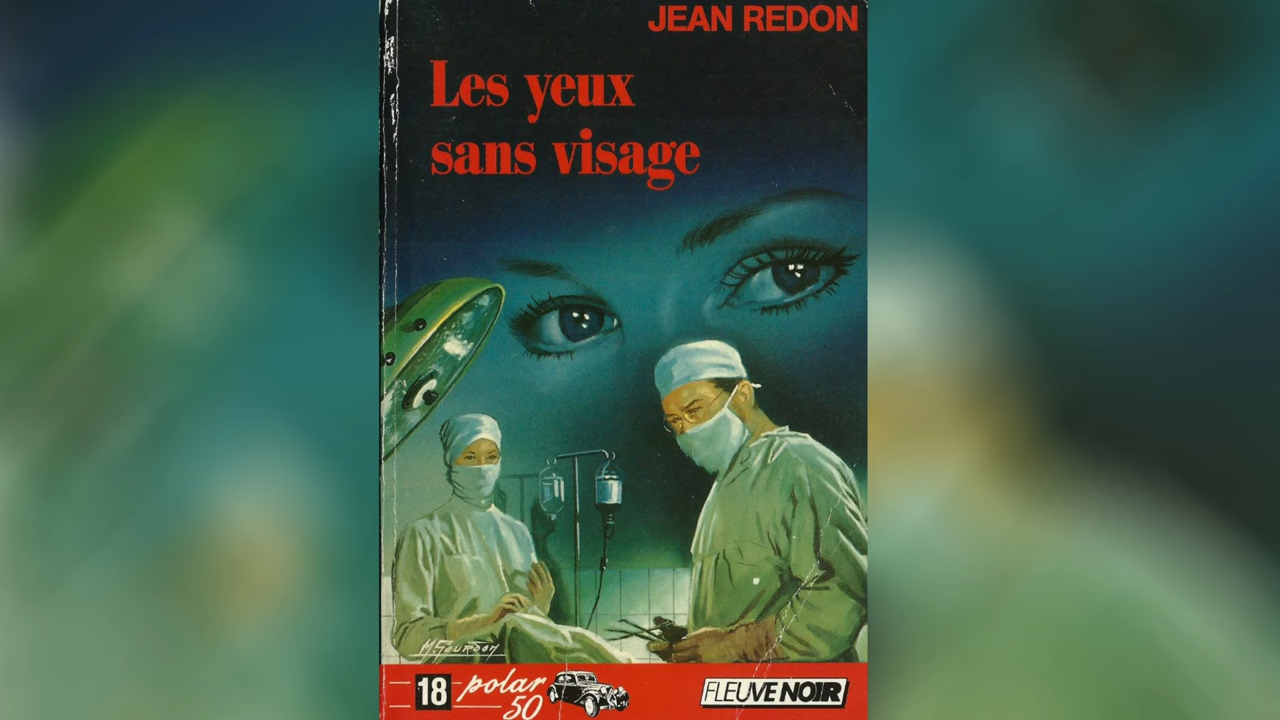 JEAN REDON
Les yeux
sans visage
M. GOURDON
18 polar
50
FLEUVE NOIR